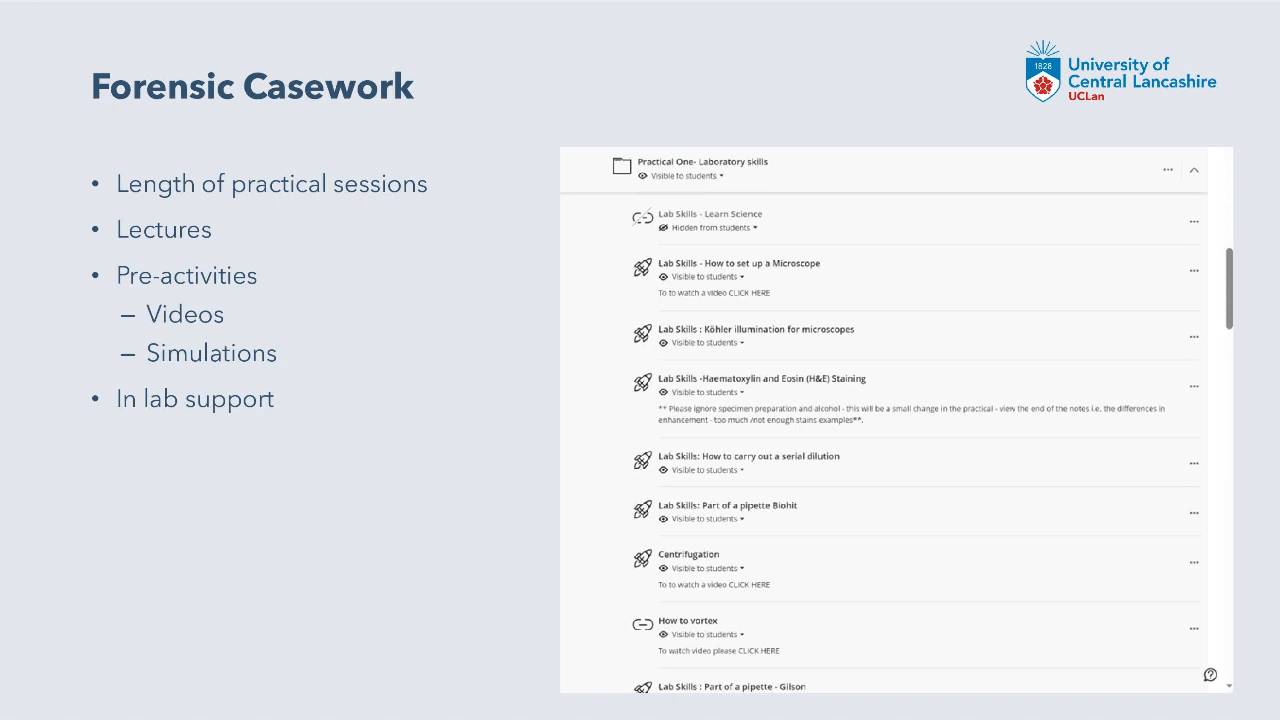 Forensic Casework
1828
University of
Central Lancashire
UCLan
• Length of practical sessions
• Lectures
• Pre-activities
– Videos
– Simulations
• In lab support
Practical One- Laboratory skills
Visible to students
Lab Skills - Learn Science
Hidden from students
Lab Skills - How to set up a Microscope
Visible to students
To to watch a video CLICK HERE
Lab Skills : Köhler illumination for microscopes
Visible to students
Lab Skills -Haematoxylin and Eosin (H&E) Staining
Visible to students
** Please ignore specimen preparation and alcohol - this will be a small change in the practical - view the end of the notes i.e. the differences in
enhancement - too much /not enough stains examples**.
Lab Skills: How to carry out a serial dilution
Visible to students
Lab Skills: Part of a pipette Biohit
Visible to students
Centrifugation
Visible to students
To to watch a video CLICK HERE
How to vortex
Visible to students
To watch video please CLICK HERE
Lab Skills : Part of a pipette - Gilson